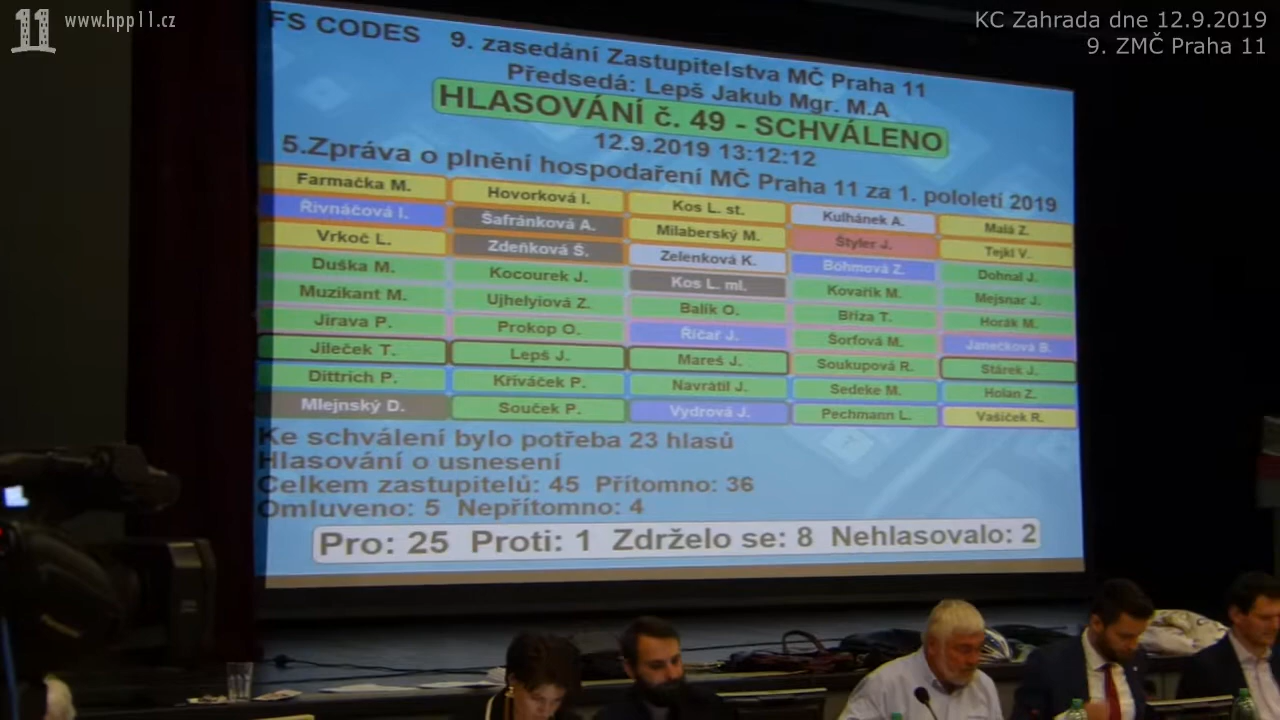 11 www.hpp11.cz
KC Zahrada dne 12.9.2019
9. ZMČ Praha 11
FS CODES 9. zasedání Zastupitelstva MČ Praha 11
Předsedá: Lepš Jakub Mgr. M.A
HLASOVÁNÍ č. 49 - SCHVÁLENO
12.9.2019 13:12:12
5.Zpráva o plnění hospodaření MČ Praha 11 za 1. pololetí 2019
Farmačka M. Hovorková I. Kos L. st. Kulhánek A. Malá Z.
Řivnáčová I. Šafránková A. Milaberský M. Štyler J. Tejkl V.
Vrkoč L. Zdeňková Š. Zelenková K. Böhmová Z. Dohnal J.
Duška M. Kocourek J. Kos L. ml. Kovařík M. Mejsnar J.
Muzikant M. Ujhelyiová Z. Balík O. Bříza T. Horák M.
Jirava P. Prokop O. Říčař J. Šorfová M. Janečková B.
Jileček T. Lepš J. Mareš J. Soukupová R. Stárek J.
Dittrich P. Křiváček P. Navrátil J. Sedeke M. Holan Z.
Mlejnský D. Souček P. Vydrová J. Pechmann L. Vašíček R.
Ke schválení bylo potřeba 23 hlasů
Hlasování o usnesení
Celkem zastupitelů: 45 Přítomno: 36
Omluveno: 5 Nepřítomno: 4
Pro: 25 Proti: 1 Zdrželo se: 8 Nehlasovalo: 2